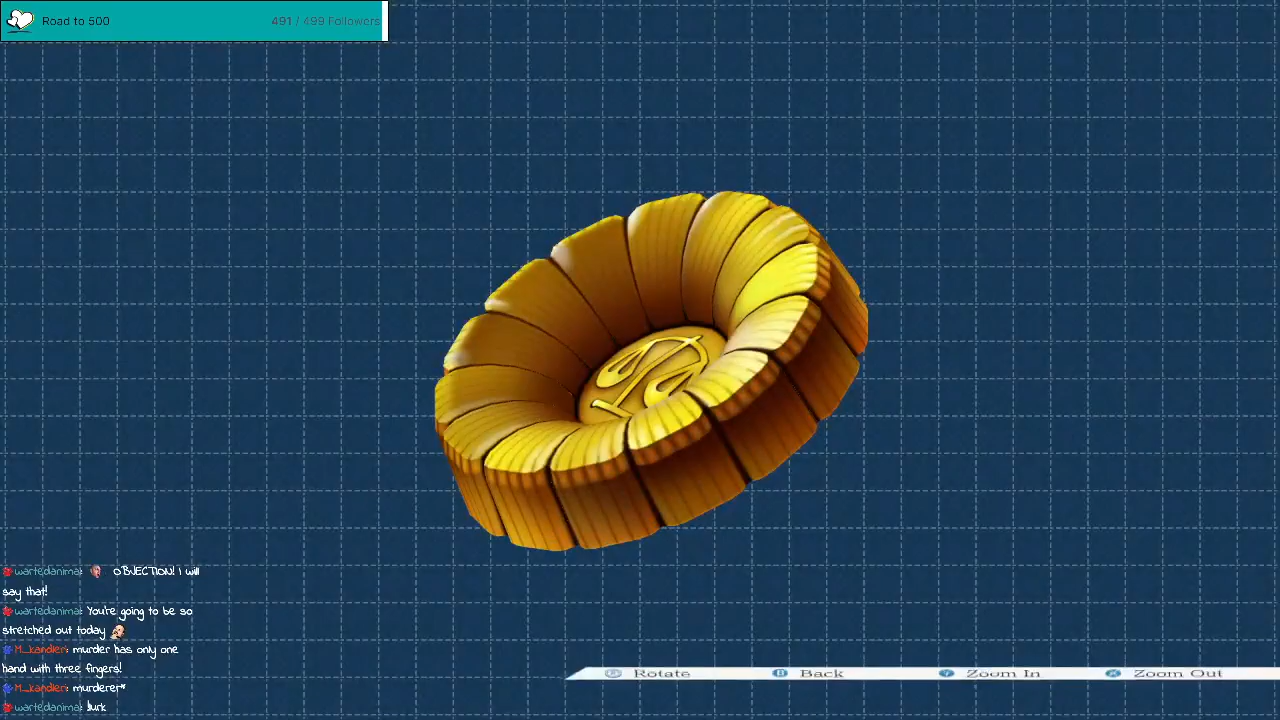 Road to 500
491 / 499 Followers
wartedanima: OBJECTION! I will
say that!
wartedanima: You're going to be so
stretched out today
M_kandler: murder has only one
hand with three fingers!
M_kandler: murderer*
wartedanima: !lurk
Rotate
B Back
Y Zoom In
X Zoom Out